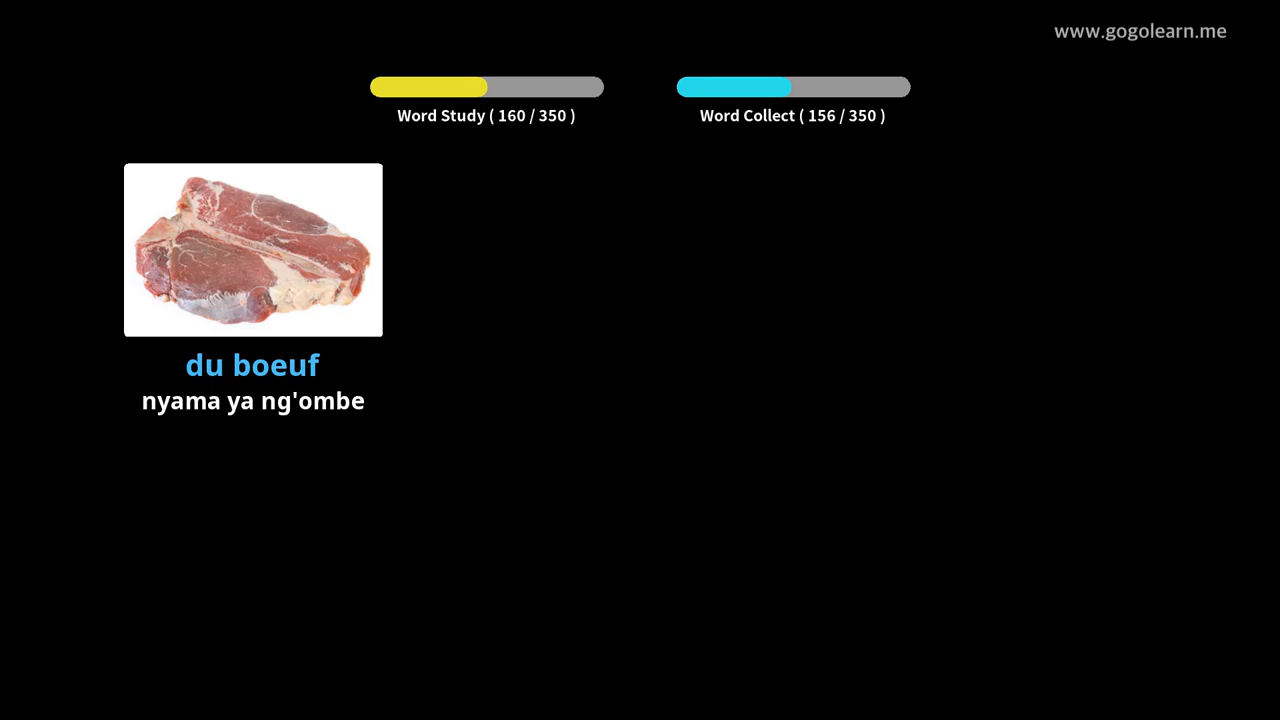 www.gogolearn.me
Word Study ( 160 / 350 )
Word Collect ( 156 / 350 )
du boeuf
nyama ya ng'ombe